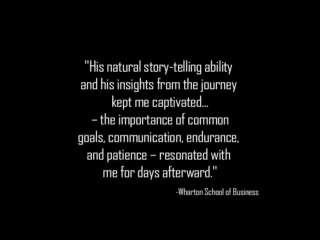 "His natural story-telling ability
and his insights from the journey
kept me captivated...
– the importance of common
goals, communication, endurance,
and patience – resonated with
me for days afterward."
-Wharton School of Business